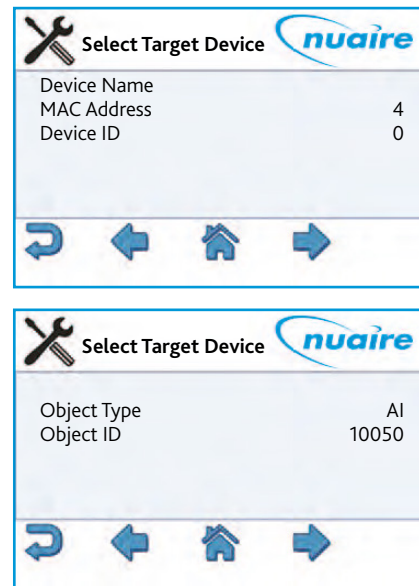 Select Target Device nuaire
Device Name
MAC Address 4
Device ID 0
Select Target Device nuaire
Object Type AI
Object ID 10050